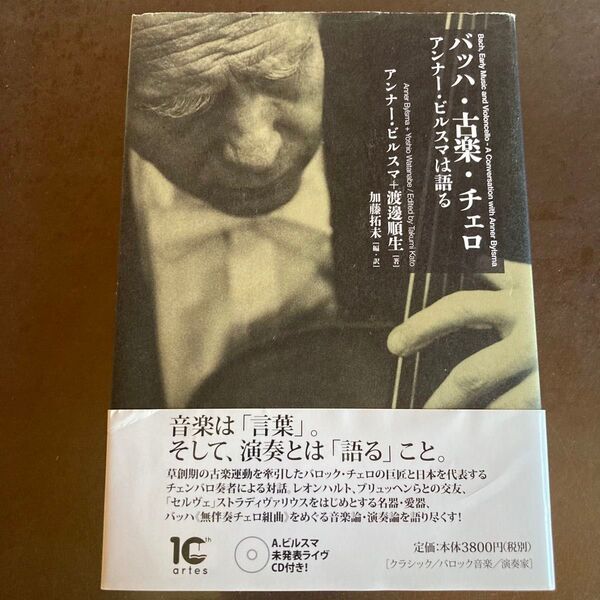 Bach, Early Music and Violoncello - A Conversation with Anner Bylsma
バッハ・古楽・チェロ
アンナー・ビルスマは語る
Anner Bylsma + Yoshio Watanabe / Edited by Takumi Kato
アンナー・ビルスマ+渡邊順生[著]
加藤拓未[編・訳]
音楽は「言葉」。
そして、演奏とは「語る」こと。
草創期の古楽運動を牽引したバロック・チェロの巨匠と日本を代表する
チェンバロ奏者による対話。レオンハルト、ブリュッヘンらとの交友、
「セルヴェ」ストラディヴァリウスをはじめとする名器・愛器、
バッハ《無伴奏チェロ組曲》をめぐる音楽論・演奏論を語り尽くす!
10th
artes
A.ビルスマ
未発表ライヴ
CD付き!
定価:本体3800円(税別)
[クラシック/バロック音楽/演奏家]